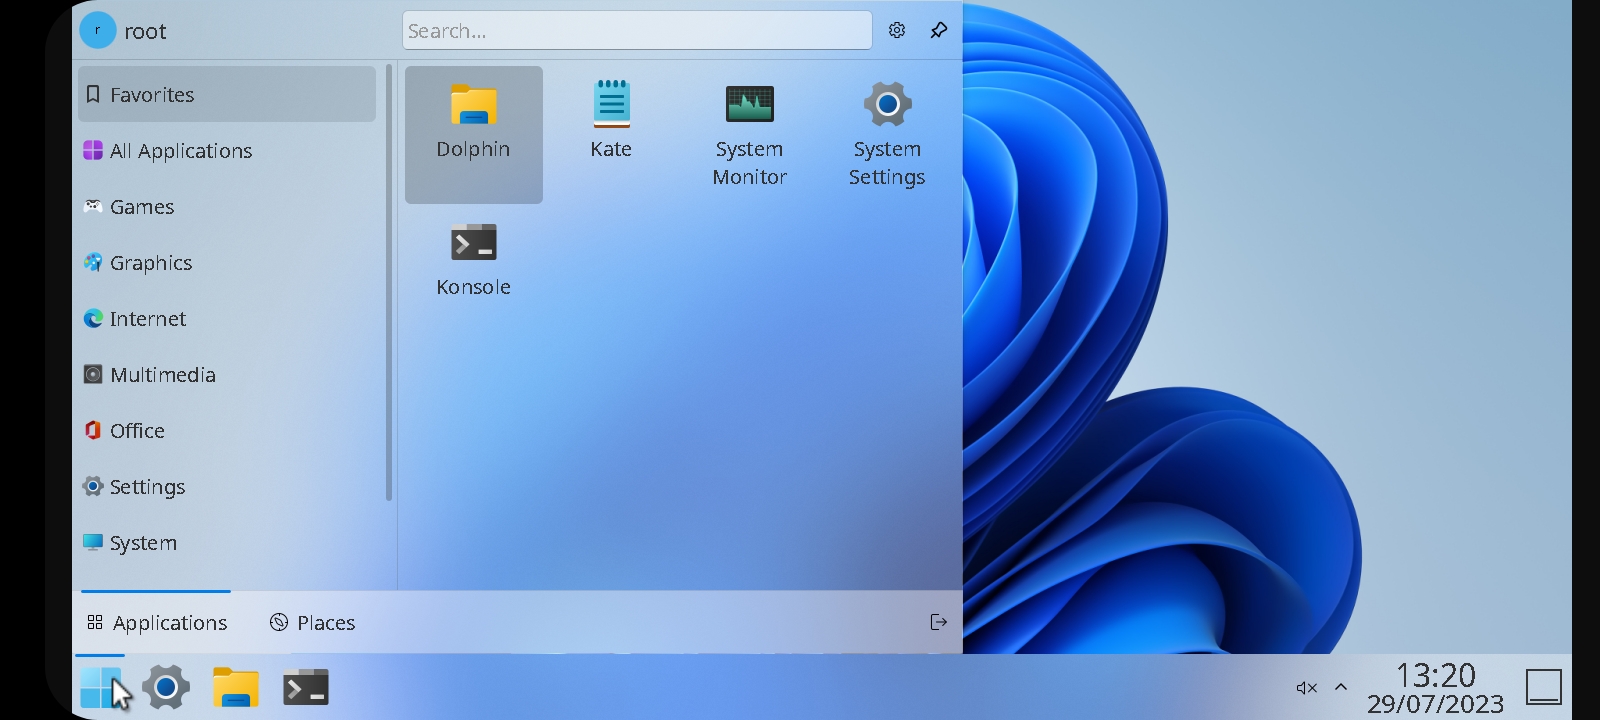 r
root
Search...
Favorites
All Applications
Games
Graphics
Internet
Multimedia
Office
Settings
System
Dolphin
Kate
System
Monitor
System
Settings
Konsole
Applications
Places
13:20
29/07/2023